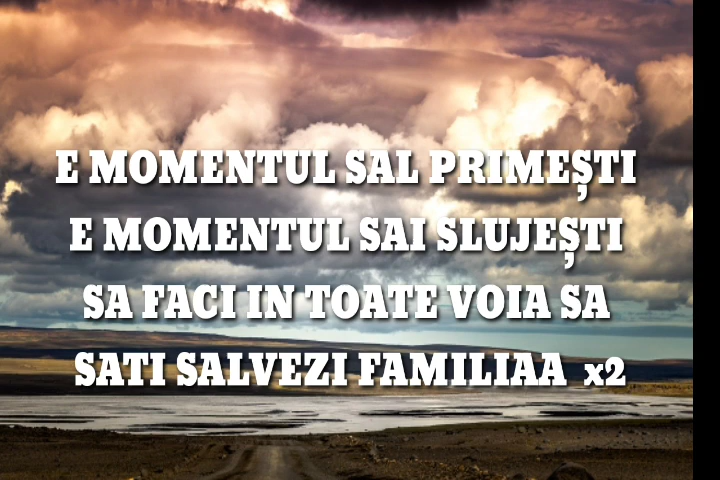 E MOMENTUL SAL PRIMEȘTI
E MOMENTUL SAI SLUJEȘTI
SA FACI IN TOATE VOIA SA
SATI SALVEZI FAMILIAA x2